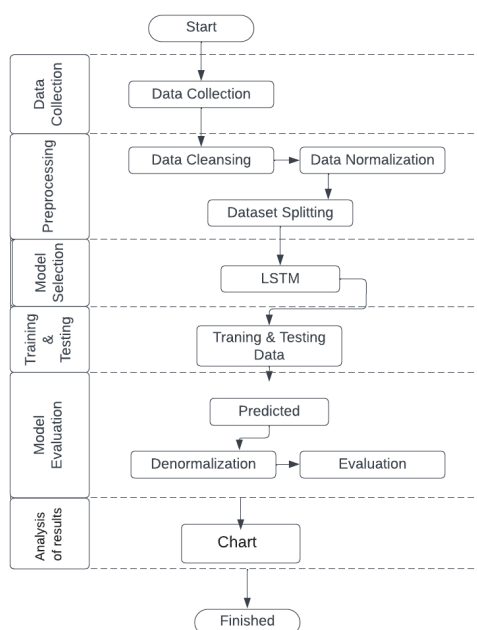 Start
Data
Collection
Data Collection
Preprocessing
Data Cleansing
Data Normalization
Dataset Splitting
Model
Selection
LSTM
Training
&
Testing
Traning & Testing
Data
Model
Evaluation
Predicted
Denormalization
Evaluation
Analysis
of results
Chart
Finished